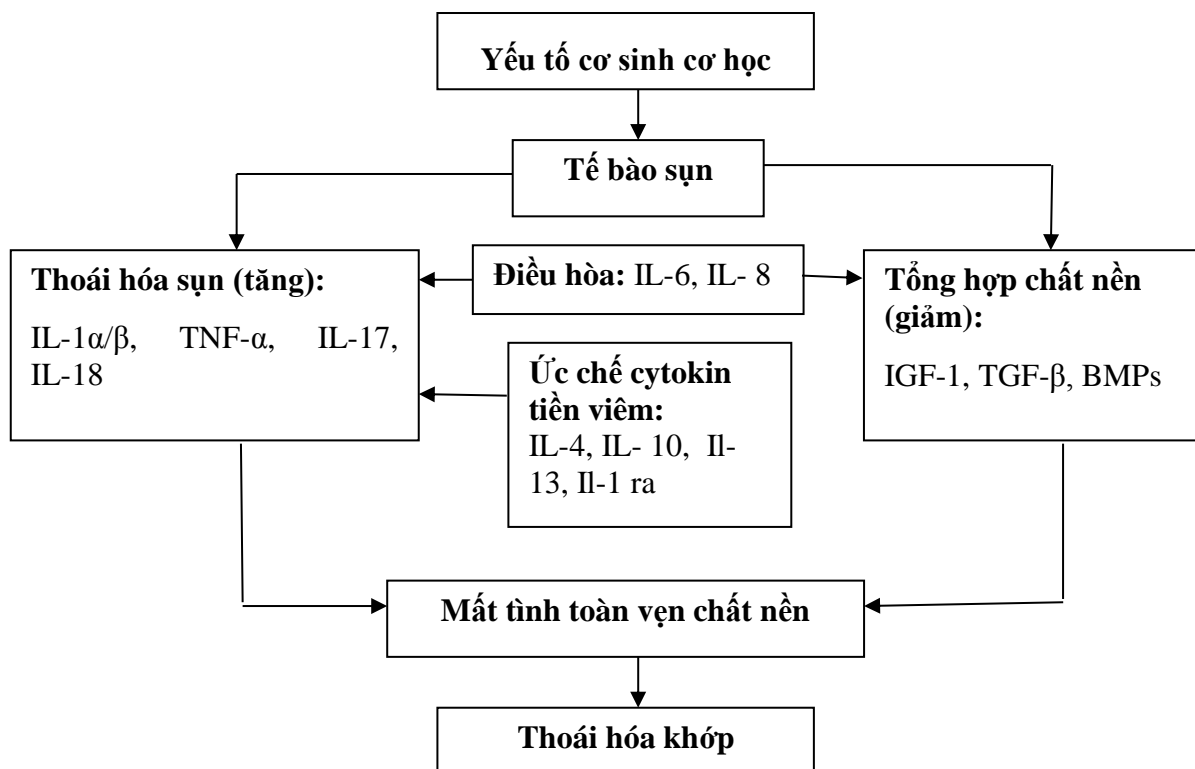 Yếu tố cơ sinh cơ học
Tế bào sụn
Thoái hóa sụn (tăng):
IL-1α/β, TNF-α, IL-17,
IL-18
Điều hòa: IL-6, IL- 8
Ức chế cytokin
tiền viêm:
IL-4, IL- 10, Il-
13, Il-1 ra
Tổng hợp chất nền
(giảm):
IGF-1, TGF-β, BMPs
Mất tình toàn vẹn chất nền
Thoái hóa khớp